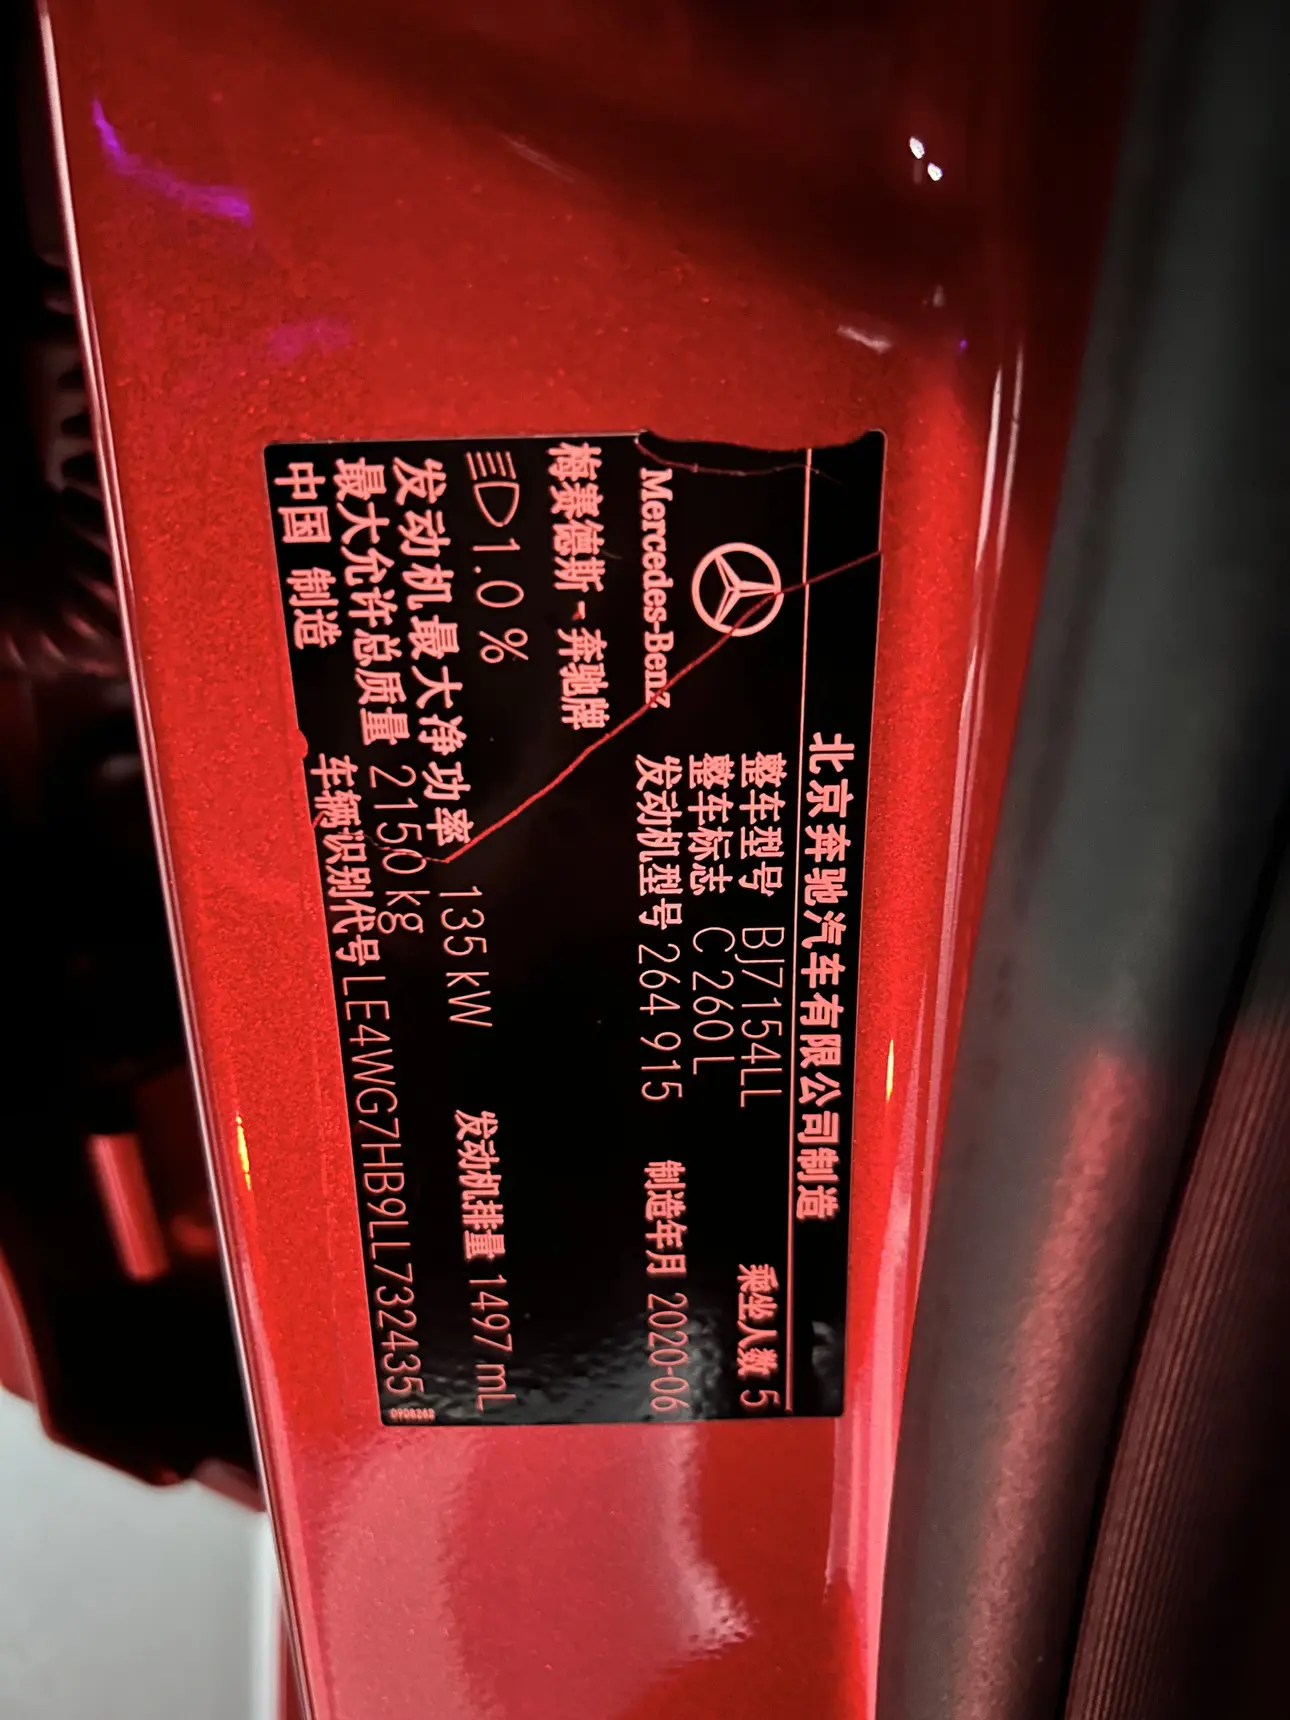 北京奔驰汽车有限公司制造
Mercedes-Benz
梅赛德斯-奔驰牌
整车型号 BJ7154LL
乘坐人数 5
整车标志 C 260 L
发动机型号 264 915
制造年月 2020-06
1.0 %
发动机最大净功率 135 kW
发动机排量 1497 mL
最大允许总质量 2150 kg
中国 制造
车辆识别代号 LE4WG7HB9LL732435